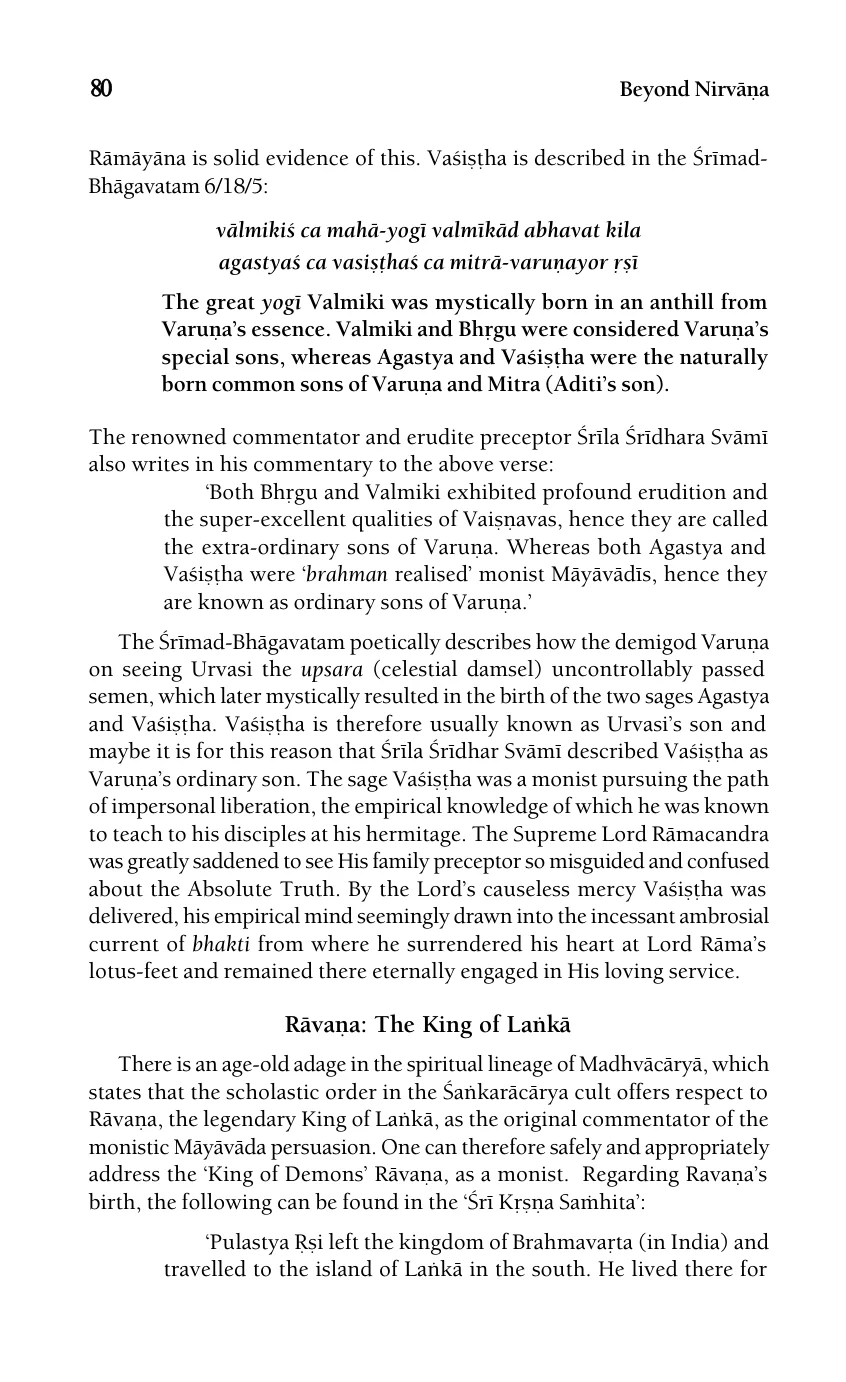 80 Beyond Nirvāṇa
Rāmāyāna is solid evidence of this. Vaśiṣṭha is described in the Śrīmad-
Bhāgavatam 6/18/5:
vālmikiś ca mahā-yogī valmīkād abhavat kila
agastyaś ca vasiṣṭhaś ca mitrā-varuṇayor ṛṣī
The great yogī Valmiki was mystically born in an anthill from
Varuṇa's essence. Valmiki and Bhṛgu were considered Varuṇa's
special sons, whereas Agastya and Vaśiṣṭha were the naturally
born common sons of Varuṇa and Mitra (Aditi's son).
The renowned commentator and erudite preceptor Śrīla Śrīdhara Svāmī
also writes in his commentary to the above verse:
'Both Bhṛgu and Valmiki exhibited profound erudition and
the super-excellent qualities of Vaiṣṇavas, hence they are called
the extra-ordinary sons of Varuṇa. Whereas both Agastya and
Vaśiṣṭha were 'brahman realised' monist Māyāvādīs, hence they
are known as ordinary sons of Varuṇa.'
The Śrīmad-Bhāgavatam poetically describes how the demigod Varuṇa
on seeing Urvasi the upsara (celestial damsel) uncontrollably passed
semen, which later mystically resulted in the birth of the two sages Agastya
and Vaśiṣṭha. Vaśiṣṭha is therefore usually known as Urvasi's son and
maybe it is for this reason that Śrīla Śrīdhar Svāmī described Vaśiṣṭha as
Varuṇa's ordinary son. The sage Vaśiṣṭha was a monist pursuing the path
of impersonal liberation, the empirical knowledge of which he was known
to teach to his disciples at his hermitage. The Supreme Lord Rāmacandra
was greatly saddened to see His family preceptor so misguided and confused
about the Absolute Truth. By the Lord's causeless mercy Vaśiṣṭha was
delivered, his empirical mind seemingly drawn into the incessant ambrosial
current of bhakti from where he surrendered his heart at Lord Rāma's
lotus-feet and remained there eternally engaged in His loving service.
Rāvaṇa: The King of Laṅkā
There is an age-old adage in the spiritual lineage of Madhvācāryā, which
states that the scholastic order in the Śaṅkarācārya cult offers respect to
Rāvaṇa, the legendary King of Laṅkā, as the original commentator of the
monistic Māyāvāda persuasion. One can therefore safely and appropriately
address the 'King of Demons' Rāvaṇa, as a monist. Regarding Ravaṇa's
birth, the following can be found in the 'Śrī Kṛṣṇa Saṁhita':
'Pulastya Ṛṣi left the kingdom of Brahmavaṛta (in India) and
travelled to the island of Laṅkā in the south. He lived there for